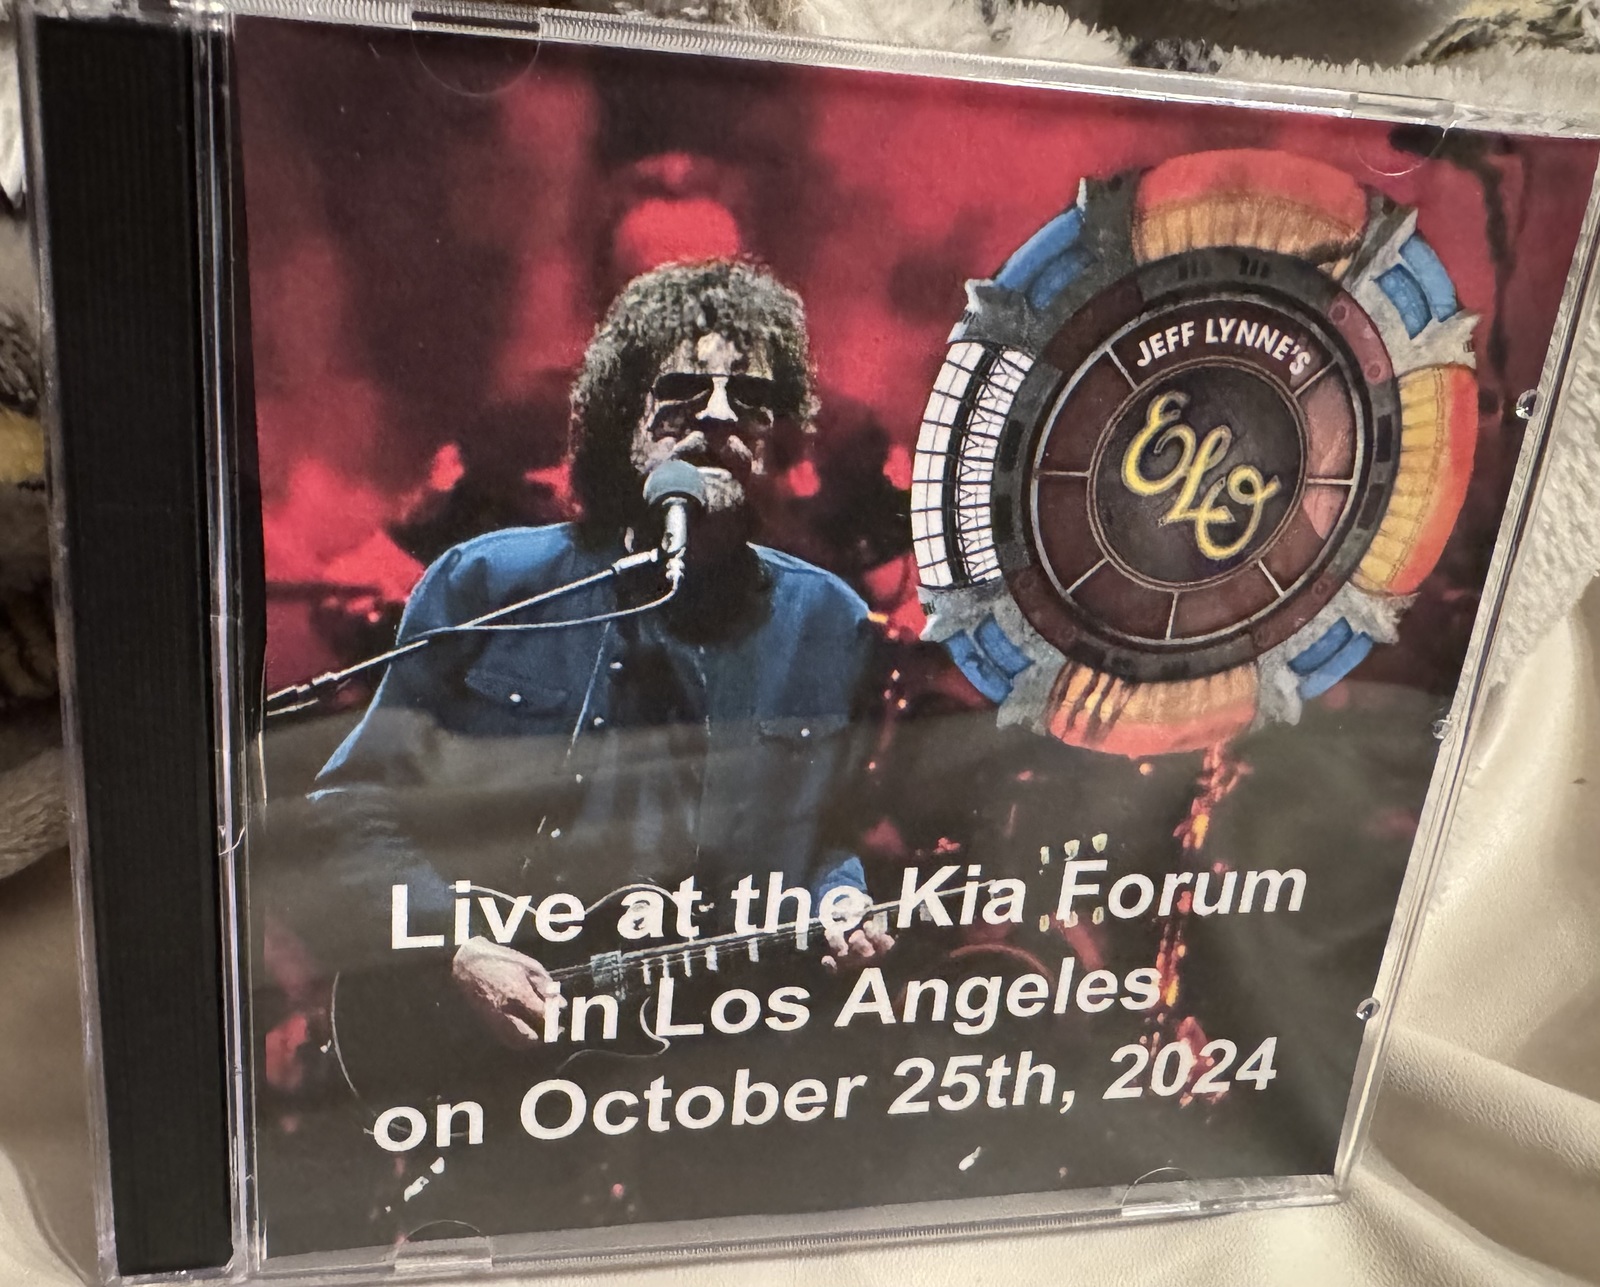 JEFF LYNNE'S
ELO
Live at the Kia Forum
in Los Angeles
on October 25th, 2024